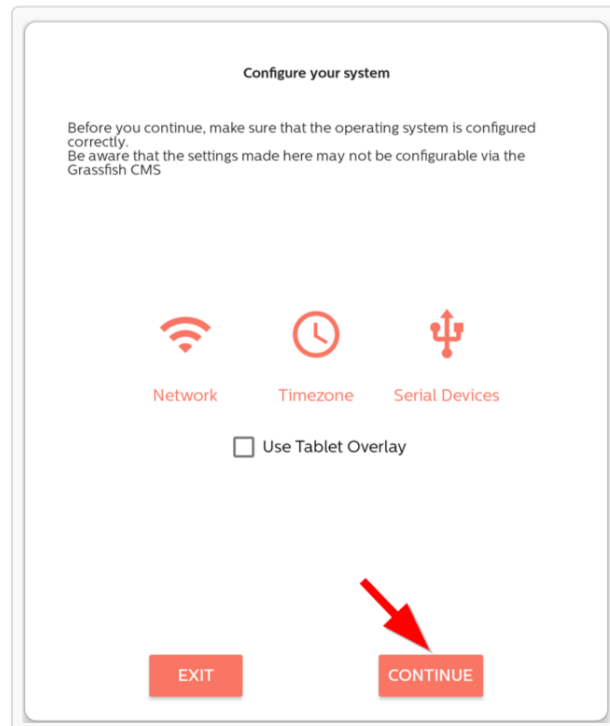 Configure your system
Before you continue, make sure that the operating system is configured
correctly.
Be aware that the settings made here may not be configurable via the
Grassfish CMS
Network
Timezone
Serial Devices
Use Tablet Overlay
EXIT
CONTINUE